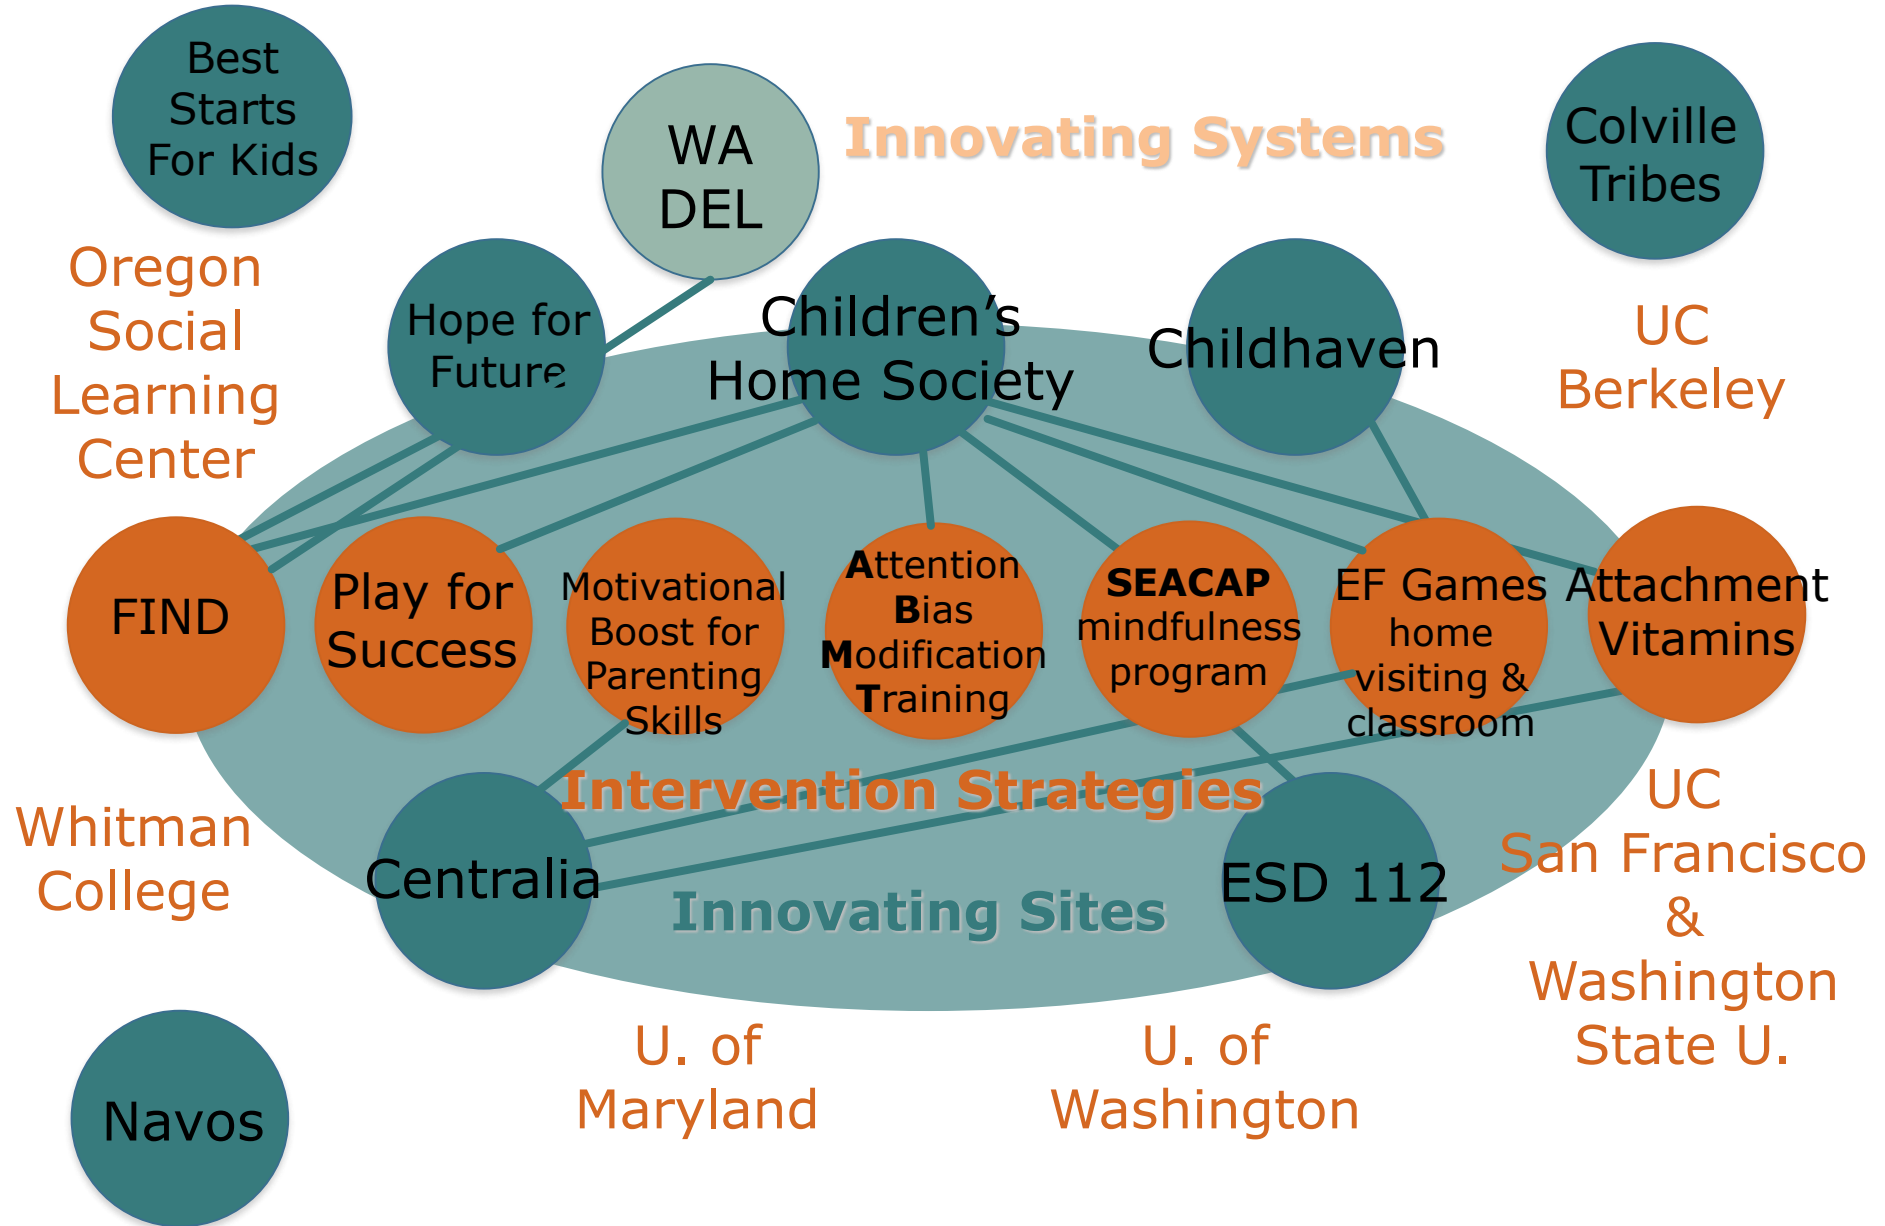 Best
Starts
For Kids
WA
DEL
Innovating Systems
Colville
Tribes
Oregon
Social
Learning
Center
Hope for
Future
Children’s
Home Society
Childhaven
UC
Berkeley
FIND
Play for
Success
Motivational
Boost for
Parenting
Skills
Attention
Bias
Modification
Training
SEACAP
mindfulness
program
EF Games
home
visiting &
classroom
Attachment
Vitamins
Intervention Strategies
Whitman
College
Centralia
Innovating Sites
ESD 112
UC
San Francisco
&
Washington
State U.
U. of
Maryland
U. of
Washington
Navos